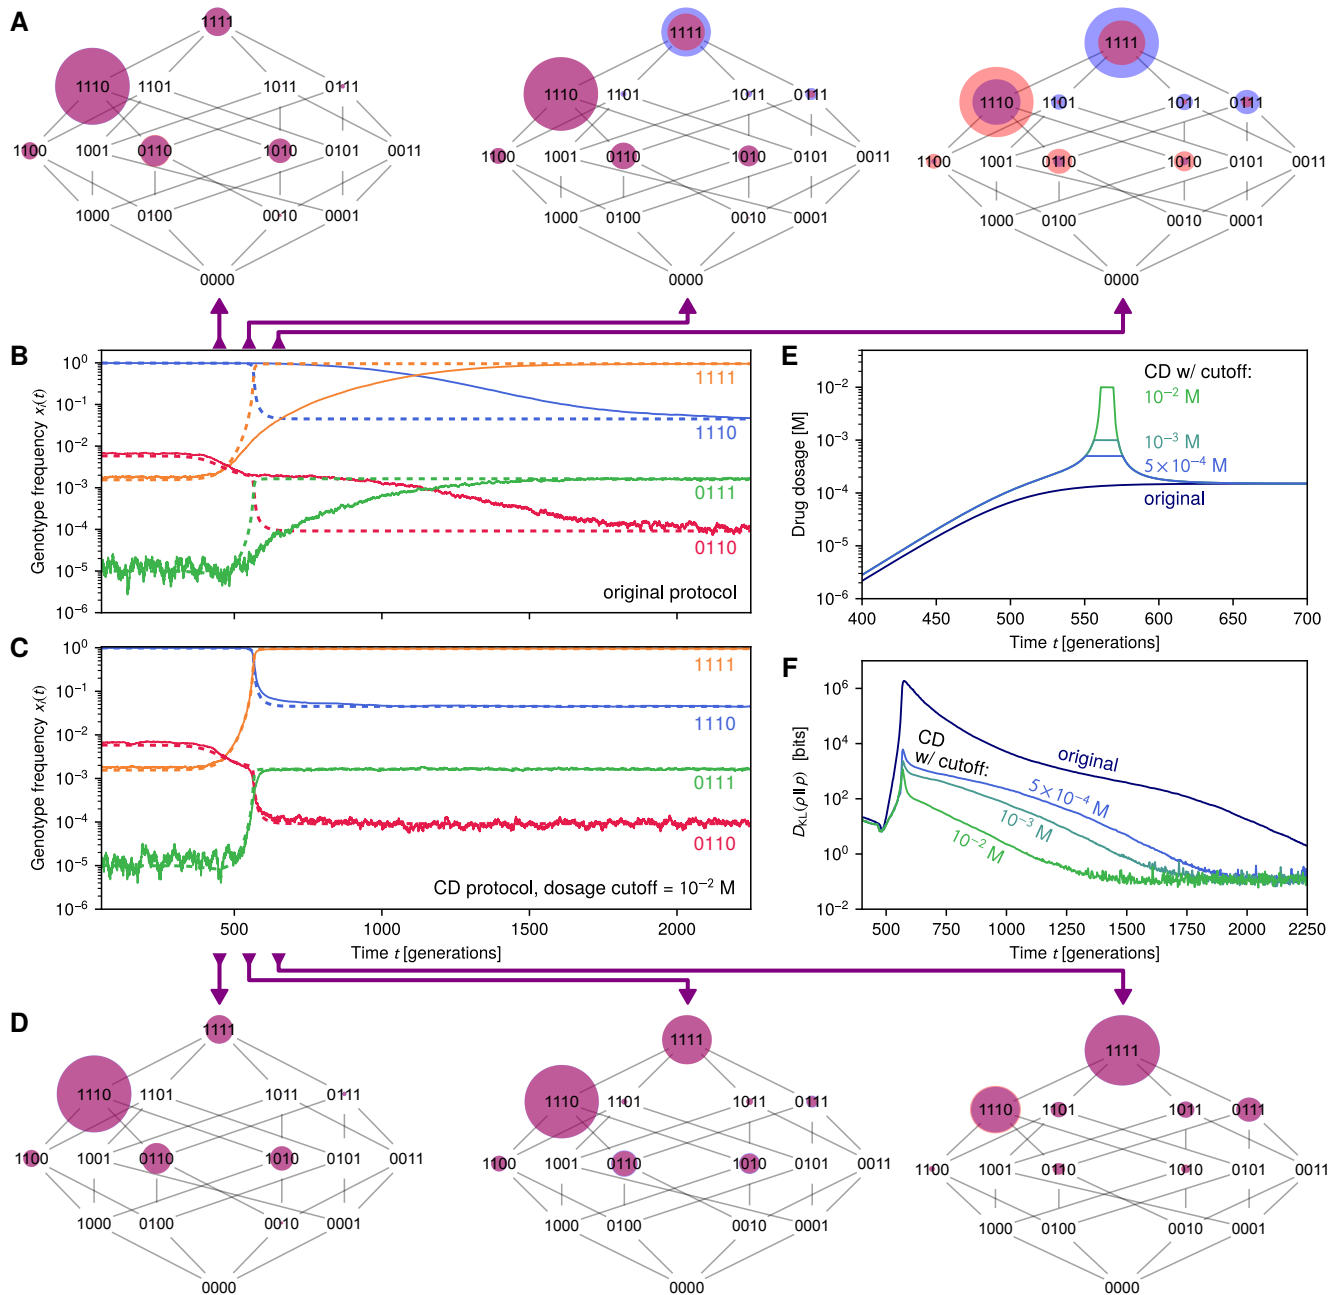 A
1111 1111 1111
1110 1101 1011 0111 1110 1101 1011 0111 1110 1101 1011 0111
1100 1001 0110 1010 0101 0011 1100 1001 0110 1010 0101 0011 1100 1001 0110 1010 0101 0011
1000 0100 0010 0001 1000 0100 0010 0001 1000 0100 0010 0001
0000 0000 0000
B
Genotype frequency xᵢ(t)
10⁰
10⁻¹
10⁻²
10⁻³
10⁻⁴
10⁻⁵
10⁻⁶
1111
1110
0111
0110
original protocol
C
Genotype frequency xᵢ(t)
10⁰
10⁻¹
10⁻²
10⁻³
10⁻⁴
10⁻⁵
10⁻⁶
1111
1110
0111
0110
CD protocol, dosage cutoff = 10⁻² M
500 1000 1500 2000
Time t [generations]
E
Drug dosage [M]
10⁻²
10⁻³
10⁻⁴
10⁻⁵
10⁻⁶
CD w/ cutoff:
10⁻² M
10⁻³ M
5 × 10⁻⁴ M
original
400 450 500 550 600 650 700
Time t [generations]
F
D_KL(ρ‖p) [bits]
10⁶
10⁴
10²
10⁰
10⁻²
CD
w/ cutoff:
original
5 × 10⁻⁴ M
10⁻³ M
10⁻² M
500 750 1000 1250 1500 1750 2000 2250
Time t [generations]
D
1111 1111 1111
1110 1101 1011 0111 1110 1101 1011 0111 1110 1101 1011 0111
1100 1001 0110 1010 0101 0011 1100 1001 0110 1010 0101 0011 1100 1001 0110 1010 0101 0011
1000 0100 0010 0001 1000 0100 0010 0001 1000 0100 0010 0001
0000 0000 0000